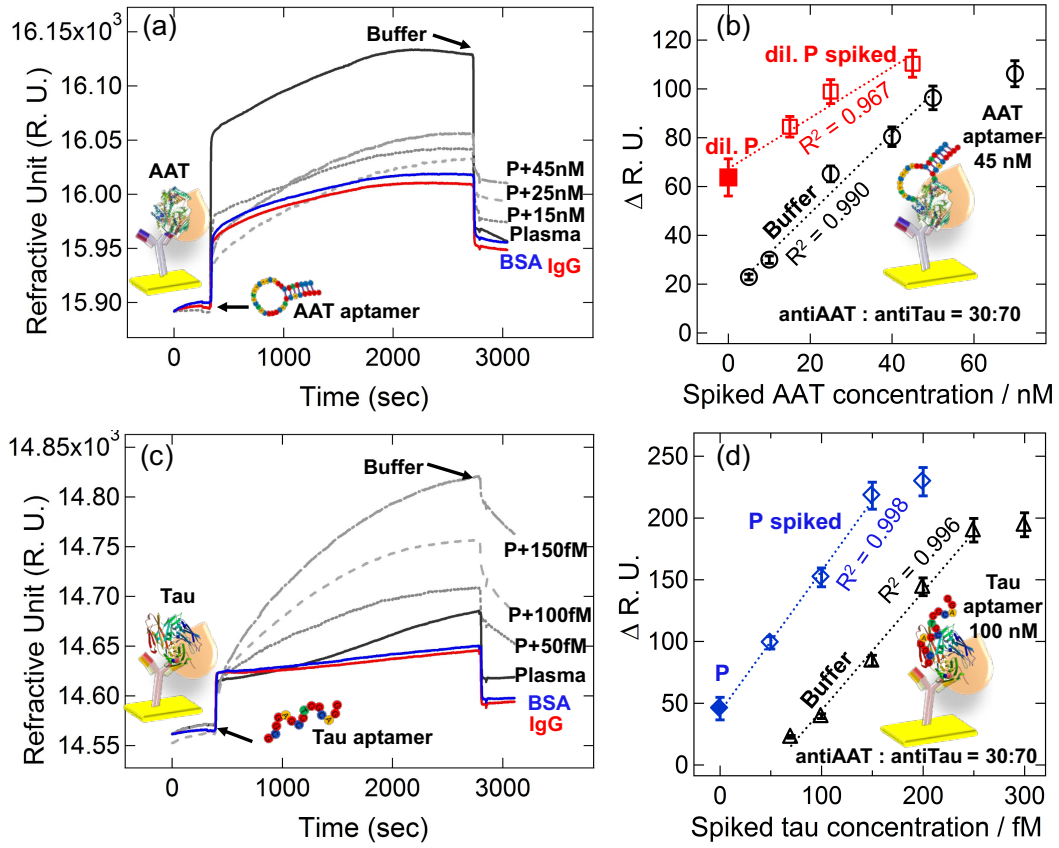 (a)
16.15x10³
16.10
16.05
16.00
15.95
15.90
Refractive Unit (R. U.)
Buffer
AAT
P+45nM
P+25nM
P+15nM
Plasma
BSA IgG
AAT aptamer
0 1000 2000 3000
Time (sec)
(b)
120
100
80
60
40
20
0
Δ R. U.
dil. P spiked
R² = 0.967
dil. P
Buffer
R² = 0.990
AAT
aptamer
45 nM
antiAAT : antiTau = 30:70
0 20 40 60
Spiked AAT concentration / nM
(c)
14.85x10³
14.80
14.75
14.70
14.65
14.60
14.55
Refractive Unit (R. U.)
Buffer
P+150fM
Tau
P+100fM
P+50fM
Plasma
BSA
IgG
Tau aptamer
0 1000 2000 3000
Time (sec)
(d)
250
200
150
100
50
0
Δ R. U.
P spiked
R² = 0.998
R² = 0.996
Tau
aptamer
100 nM
P
Buffer
antiAAT : antiTau = 30:70
0 100 200 300
Spiked tau concentration / fM